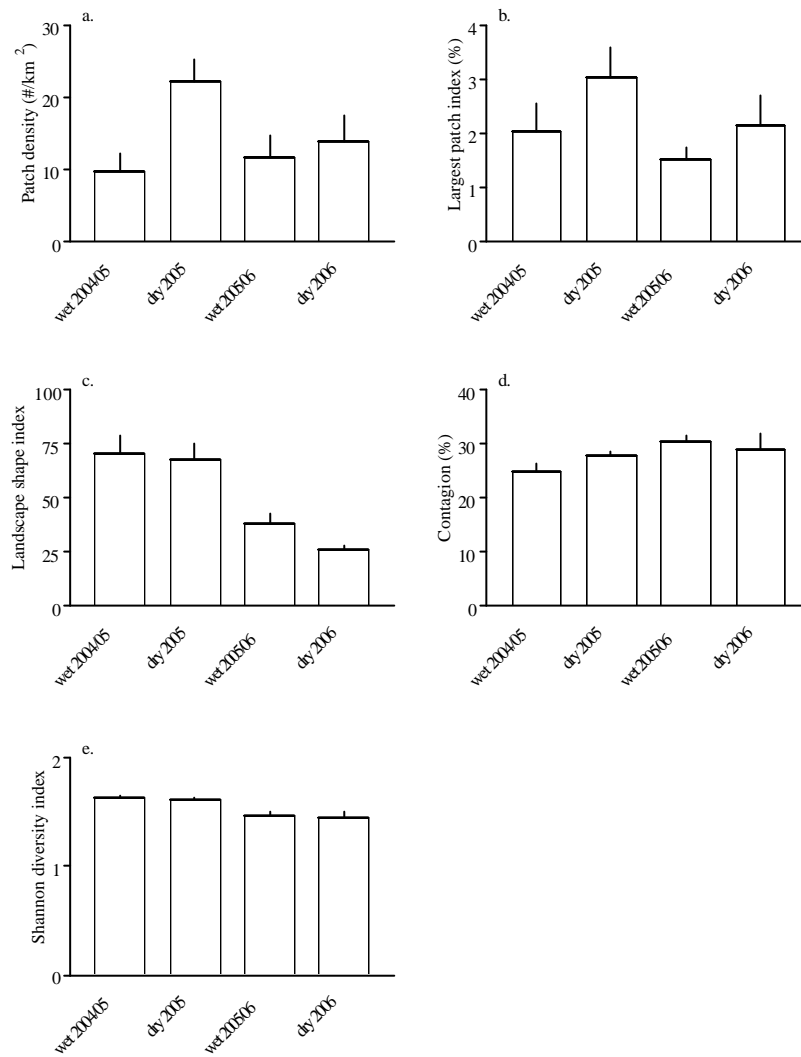 a.
Patch density (#/km²)
30
20
10
0
wet 2004/05
dry 2005
wet 2005/06
dry 2006
b.
Largest patch index (%)
4
3
2
1
0
wet 2004/05
dry 2005
wet 2005/06
dry 2006
c.
Landscape shape index
100
75
50
25
0
wet 2004/05
dry 2005
wet 2005/06
dry 2006
d.
Contagion (%)
40
30
20
10
0
wet 2004/05
dry 2005
wet 2005/06
dry 2006
e.
Shannon diversity index
2
1
0
wet 2004/05
dry 2005
wet 2005/06
dry 2006